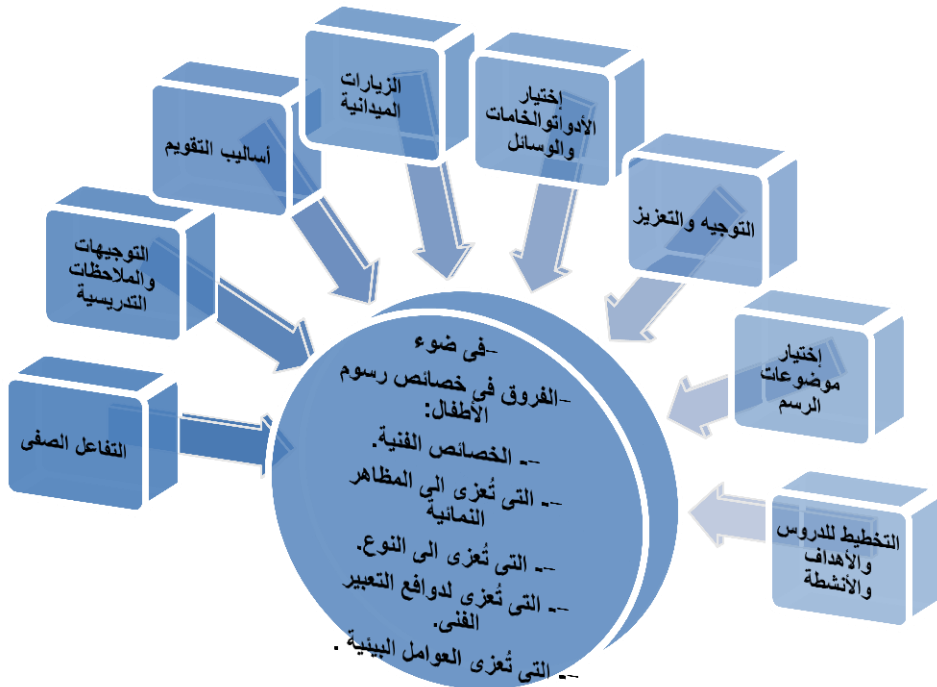 الزيارات
الميدانية
إختيار
الأدواتوالخامات
والوسائل
أساليب التقويم
التوجيه والتعزيز
التوجيهات
والملاحظات
التدريسية
إختيار
موضوعات
الرسم
التفاعل الصفى
التخطيط للدروس
والأهداف
والأنشطة
–فى ضوء
–الفروق فى خصائص رسوم
الأطفال:
-- الخصائص الفنية.
-- التى تُعزى الى المظاهر
النمائية
-- التى تُعزى الى النوع.
-- التى تُعزى لدوافع التعبير
الفنى.
-- التى تُعزى العوامل البيئية .